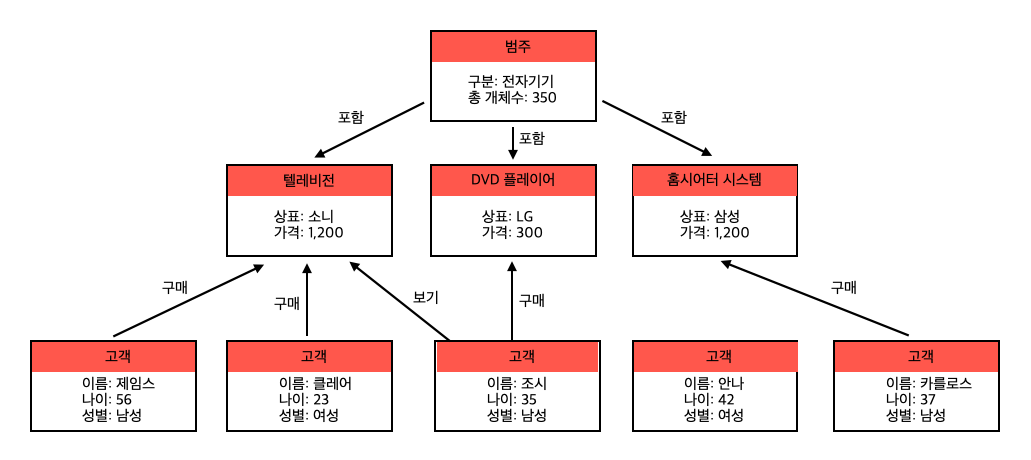 범주
구분: 전자기기
총 개체수: 350
포함
포함
포함
텔레비전
상표: 소니
가격: 1,200
DVD 플레이어
상표: LG
가격: 300
홈시어터 시스템
상표: 삼성
가격: 1,200
구매
구매
보기
구매
구매
고객
이름: 제임스
나이: 56
성별: 남성
고객
이름: 클레어
나이: 23
성별: 여성
고객
이름: 조시
나이: 35
성별: 남성
고객
이름: 안나
나이: 42
성별: 여성
고객
이름: 카를로스
나이: 37
성별: 남성